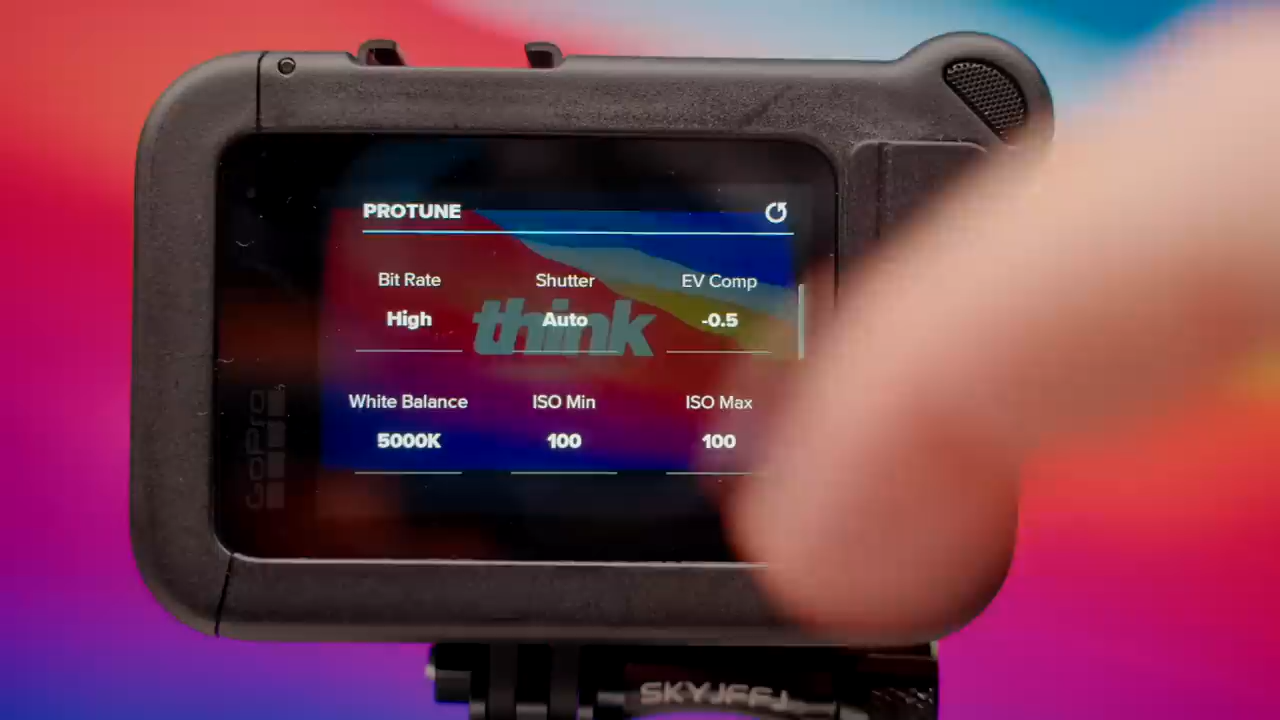 PROTUNE
Bit Rate Shutter EV Comp
High Auto -0.5
think
White Balance ISO Min ISO Max
5000K 100 100
GoPro